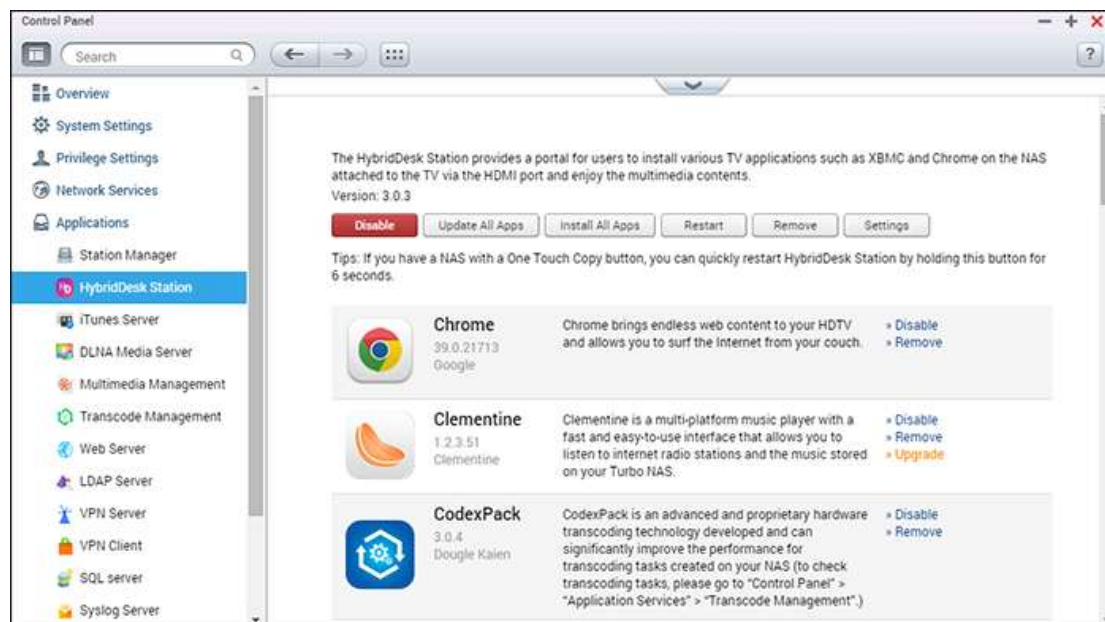 Control Panel
Search
?
Overview
System Settings
Privilege Settings
Network Services
Applications
Station Manager
HybridDesk Station
iTunes Server
DLNA Media Server
Multimedia Management
Transcode Management
Web Server
LDAP Server
VPN Server
VPN Client
SQL server
Syslog Server
The HybridDesk Station provides a portal for users to install various TV applications such as XBMC and Chrome on the NAS
attached to the TV via the HDMI port and enjoy the multimedia contents.
Version: 3.0.3
Disable Update All Apps Install All Apps Restart Remove Settings
Tips: If you have a NAS with a One Touch Copy button, you can quickly restart HybridDesk Station by holding this button for
6 seconds.
Chrome
39.0.21713
Google
Chrome brings endless web content to your HDTV
and allows you to surf the Internet from your couch.
» Disable
» Remove
Clementine
1.2.3.51
Clementine
Clementine is a multi-platform music player with a
fast and easy-to-use interface that allows you to
listen to internet radio stations and the music stored
on your Turbo NAS.
» Disable
» Remove
» Upgrade
CodexPack
3.0.4
Dougle Kaien
CodexPack is an advanced and proprietary hardware
transcoding technology developed and can
significantly improve the performance for
transcoding tasks created on your NAS (to check
transcoding tasks, please go to "Control Panel" >
"Application Services" > "Transcode Management".)
» Disable
» Remove